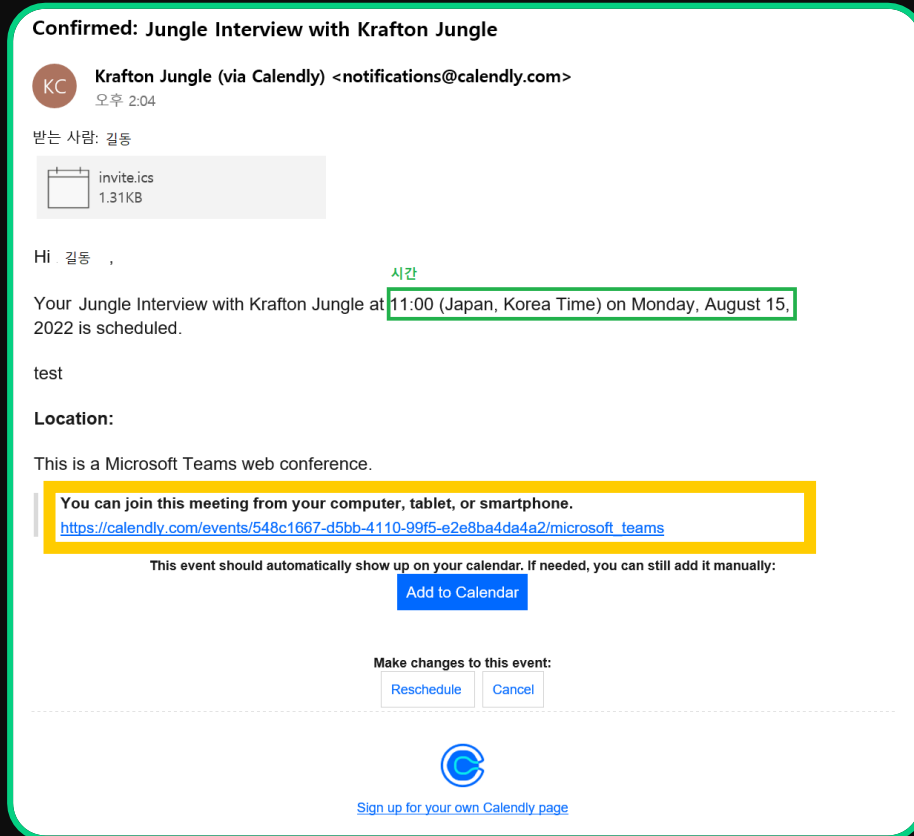 Confirmed: Jungle Interview with Krafton Jungle
KC
Krafton Jungle (via Calendly) <notifications@calendly.com>
오후 2:04
받는 사람: 길동
invite.ics
1.31KB
Hi 길동 ,
시간
Your Jungle Interview with Krafton Jungle at 11:00 (Japan, Korea Time) on Monday, August 15,
2022 is scheduled.
test
Location:
This is a Microsoft Teams web conference.
You can join this meeting from your computer, tablet, or smartphone.
https://calendly.com/events/548c1667-d5bb-4110-99f5-e2e8ba4da4a2/microsoft_teams
This event should automatically show up on your calendar. If needed, you can still add it manually:
Add to Calendar
Make changes to this event:
Reschedule Cancel
Sign up for your own Calendly page